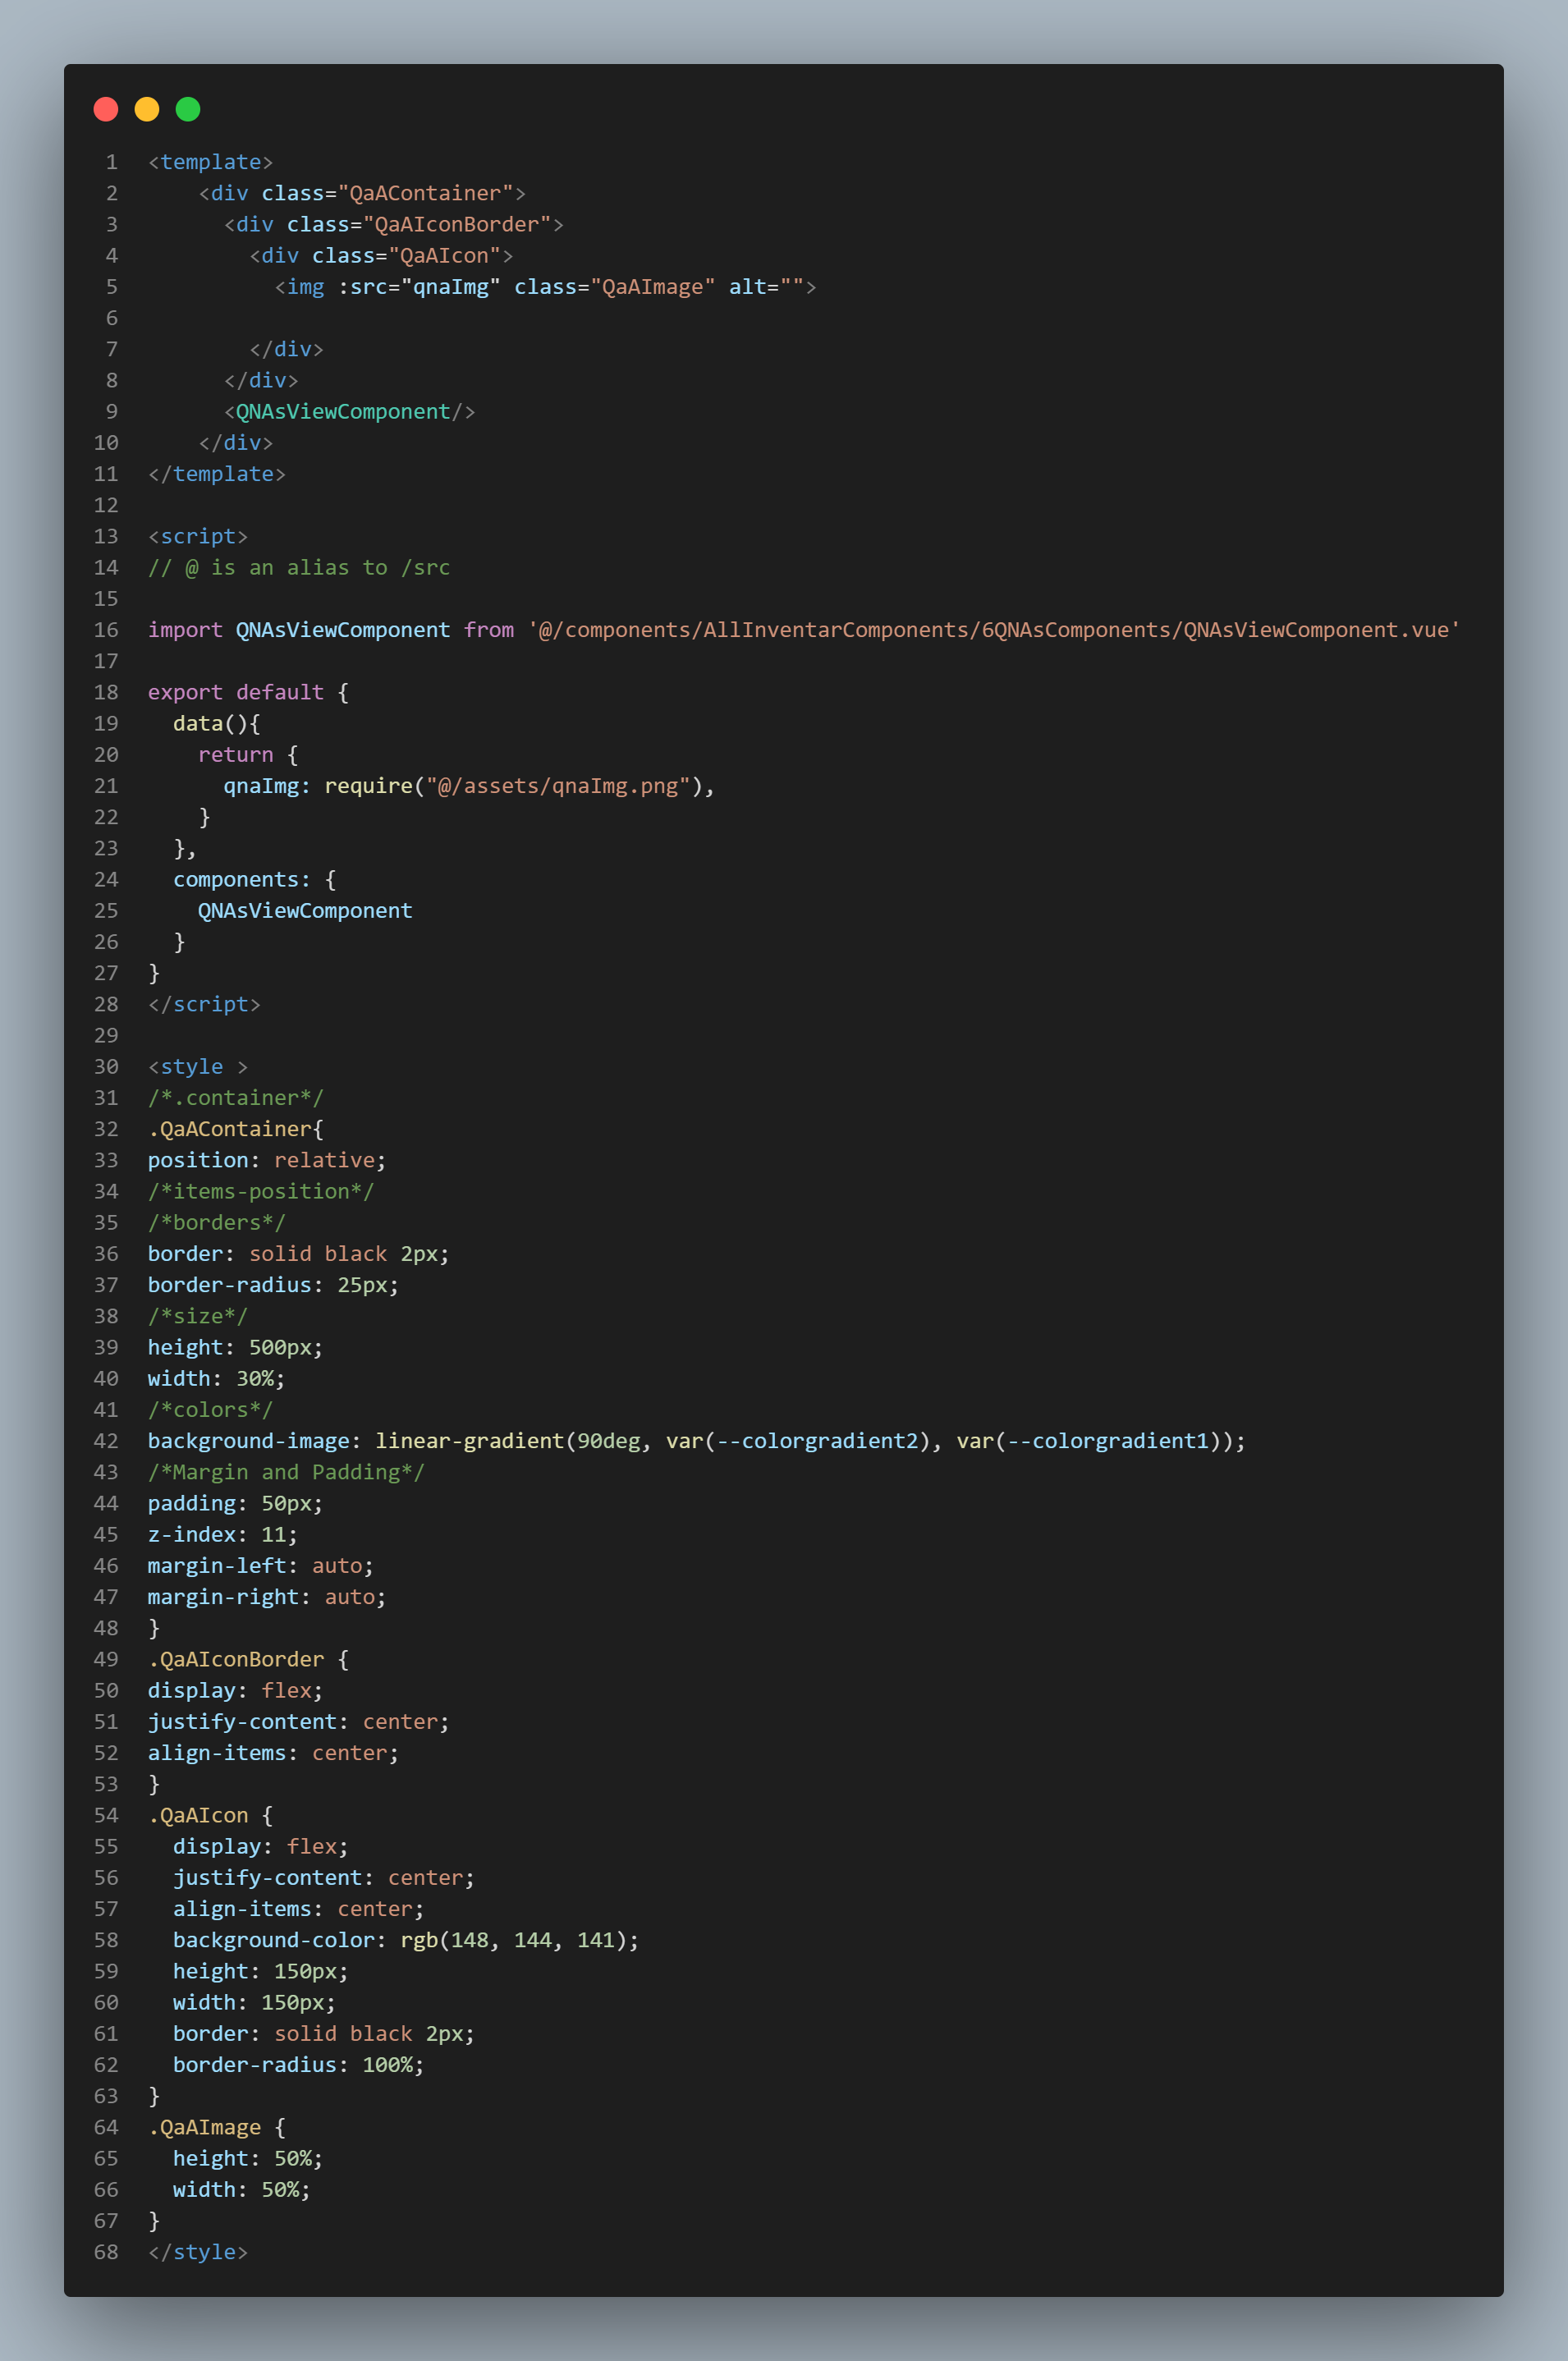 1 <template>
2     <div class="QaAContainer">
3       <div class="QaAIconBorder">
4         <div class="QaAIcon">
5           <img :src="qnaImg" class="QaAImage" alt="">
6
7         </div>
8       </div>
9       <QNAsViewComponent/>
10     </div>
11 </template>
12
13 <script>
14 // @ is an alias to /src
15
16 import QNAsViewComponent from '@/components/AllInventarComponents/6QNAsComponents/QNAsViewComponent.vue'
17
18 export default {
19   data(){
20     return {
21       qnaImg: require("@/assets/qnaImg.png"),
22     }
23   },
24   components: {
25     QNAsViewComponent
26   }
27 }
28 </script>
29
30 <style >
31 /*.container*/
32 .QaAContainer{
33 position: relative;
34 /*items-position*/
35 /*borders*/
36 border: solid black 2px;
37 border-radius: 25px;
38 /*size*/
39 height: 500px;
40 width: 30%;
41 /*colors*/
42 background-image: linear-gradient(90deg, var(--colorgradient2), var(--colorgradient1));
43 /*Margin and Padding*/
44 padding: 50px;
45 z-index: 11;
46 margin-left: auto;
47 margin-right: auto;
48 }
49 .QaAIconBorder {
50 display: flex;
51 justify-content: center;
52 align-items: center;
53 }
54 .QaAIcon {
55   display: flex;
56   justify-content: center;
57   align-items: center;
58   background-color: rgb(148, 144, 141);
59   height: 150px;
60   width: 150px;
61   border: solid black 2px;
62   border-radius: 100%;
63 }
64 .QaAImage {
65   height: 50%;
66   width: 50%;
67 }
68 </style>